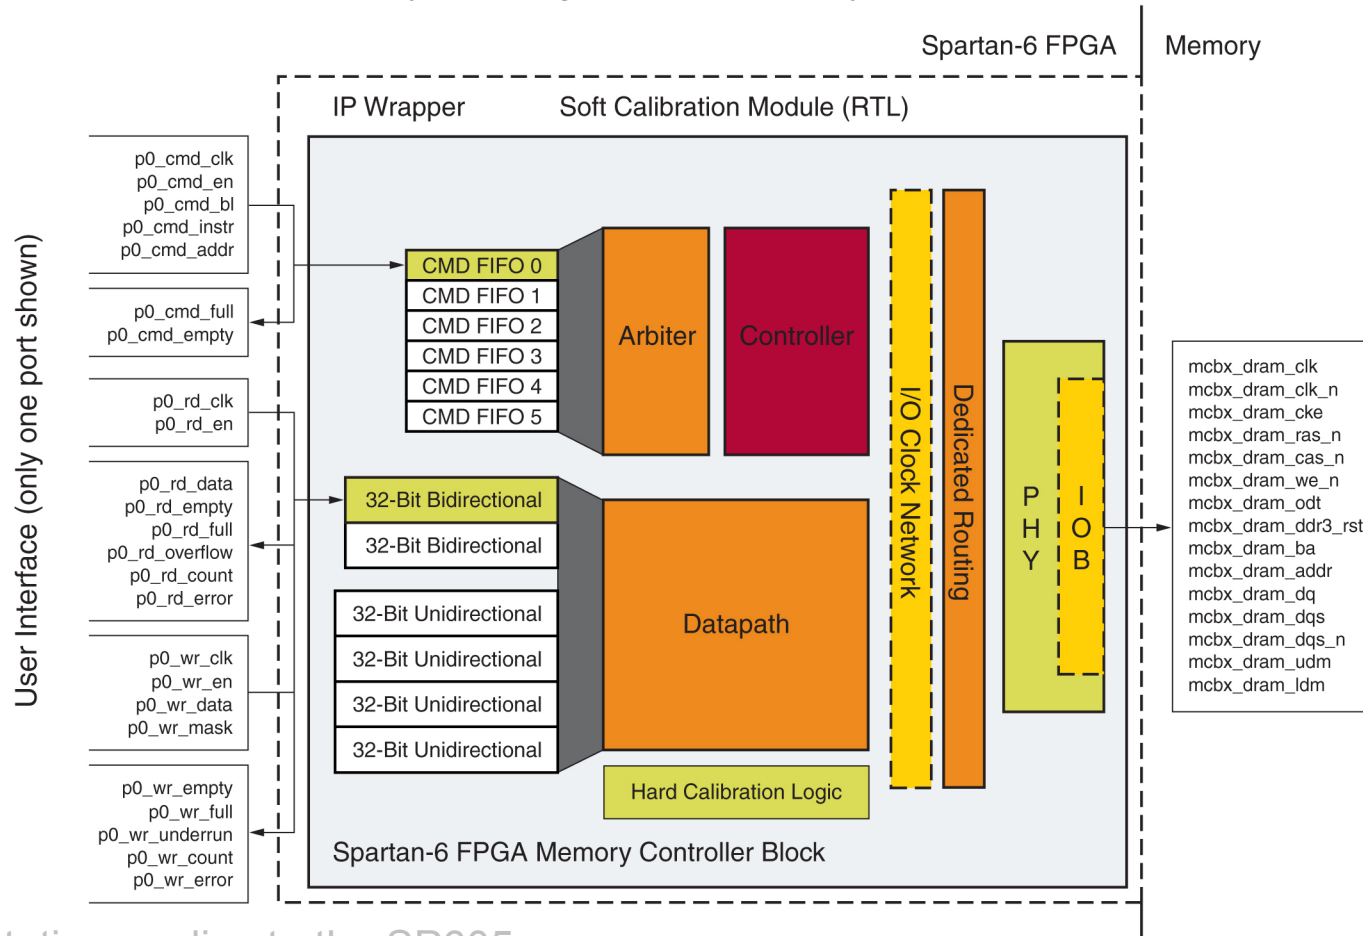 Spartan-6 FPGA
Memory
IP Wrapper
Soft Calibration Module (RTL)
User Interface (only one port shown)
p0_cmd_clk
p0_cmd_en
p0_cmd_bl
p0_cmd_instr
p0_cmd_addr
p0_cmd_full
p0_cmd_empty
p0_rd_clk
p0_rd_en
p0_rd_data
p0_rd_empty
p0_rd_full
p0_rd_overflow
p0_rd_count
p0_rd_error
p0_wr_clk
p0_wr_en
p0_wr_data
p0_wr_mask
p0_wr_empty
p0_wr_full
p0_wr_underrun
p0_wr_count
p0_wr_error
CMD FIFO 0
CMD FIFO 1
CMD FIFO 2
CMD FIFO 3
CMD FIFO 4
CMD FIFO 5
Arbiter
Controller
32-Bit Bidirectional
32-Bit Bidirectional
32-Bit Unidirectional
32-Bit Unidirectional
32-Bit Unidirectional
32-Bit Unidirectional
Datapath
Hard Calibration Logic
I/O Clock Network
Dedicated Routing
PHY
IOB
mcbx_dram_clk
mcbx_dram_clk_n
mcbx_dram_cke
mcbx_dram_ras_n
mcbx_dram_cas_n
mcbx_dram_we_n
mcbx_dram_odt
mcbx_dram_ddr3_rst
mcbx_dram_ba
mcbx_dram_addr
mcbx_dram_dq
mcbx_dram_dqs
mcbx_dram_dqs_n
mcbx_dram_udm
mcbx_dram_ldm
Spartan-6 FPGA Memory Controller Block